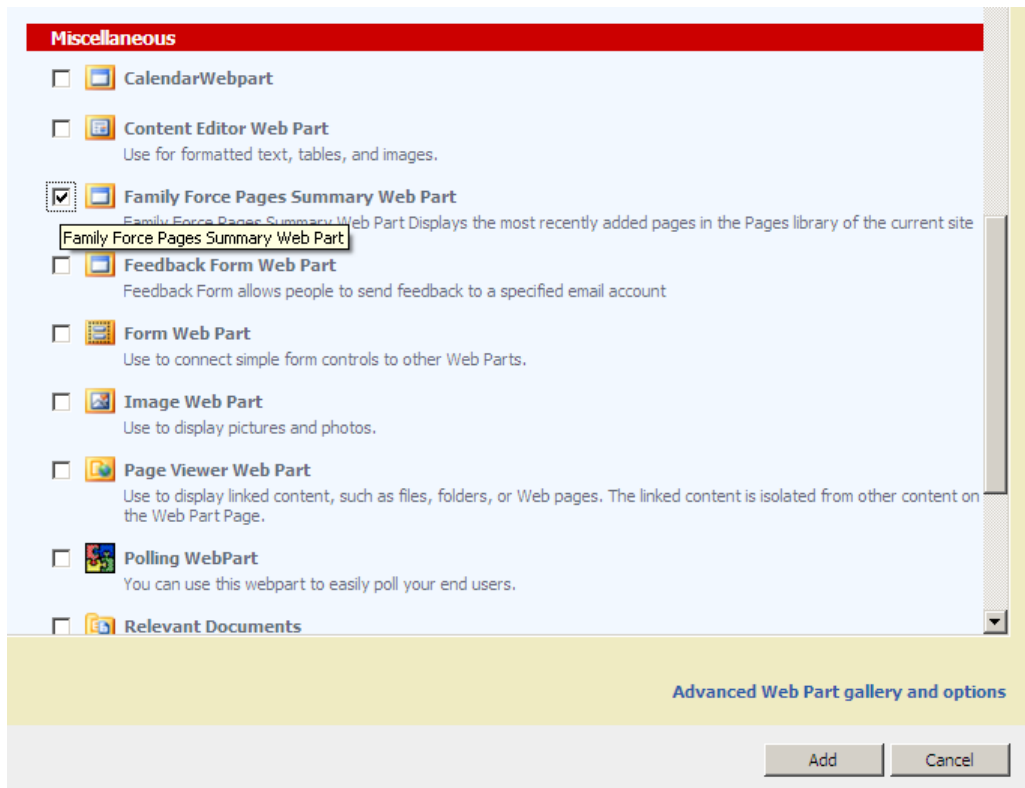 Miscellaneous
CalendarWebpart
Content Editor Web Part
Use for formatted text, tables, and images.
Family Force Pages Summary Web Part
Family Force Pages Summary Web Part Displays the most recently added pages in the Pages library of the current site
Family Force Pages Summary Web Part
Feedback Form Web Part
Feedback Form allows people to send feedback to a specified email account
Form Web Part
Use to connect simple form controls to other Web Parts.
Image Web Part
Use to display pictures and photos.
Page Viewer Web Part
Use to display linked content, such as files, folders, or Web pages. The linked content is isolated from other content on
the Web Part Page.
Polling WebPart
You can use this webpart to easily poll your end users.
Relevant Documents
Advanced Web Part gallery and options
Add Cancel